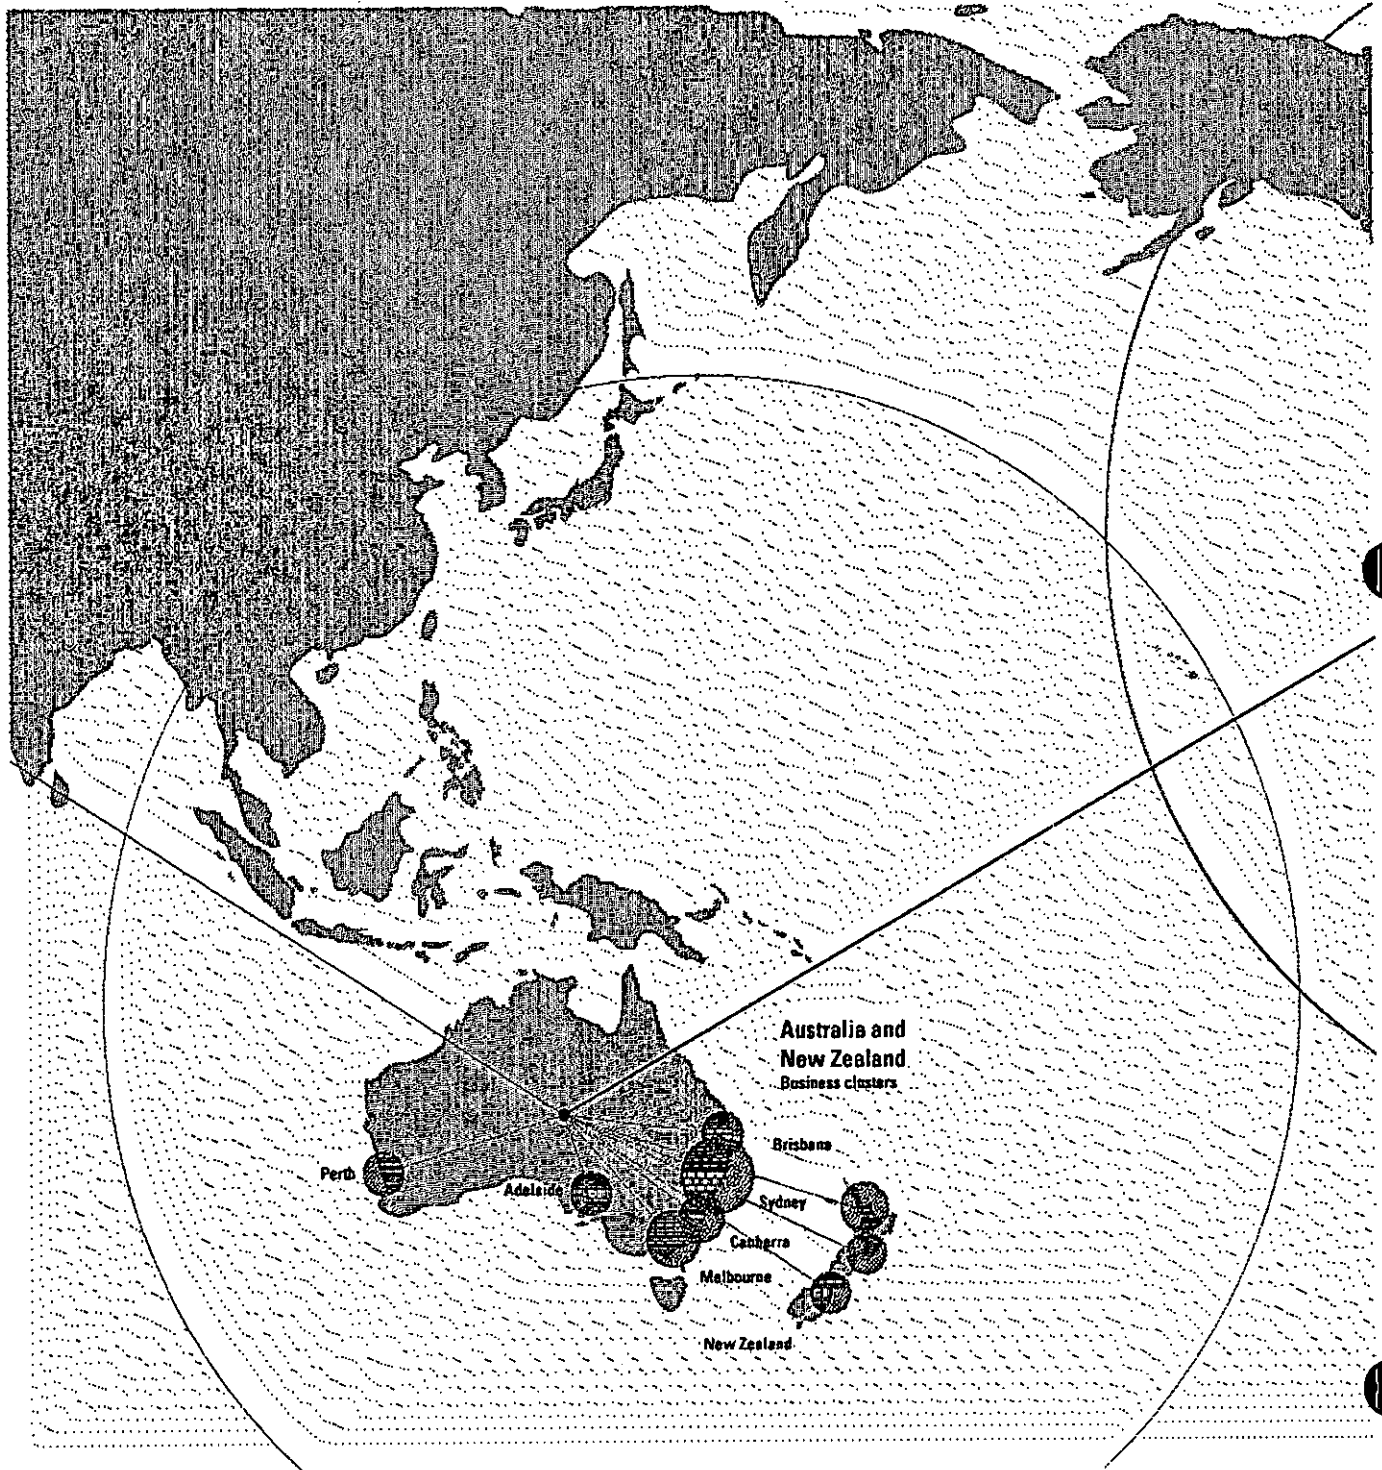 Australia and
New Zealand
Business clusters
Brisbane
Perth
Adelaide
Sydney
Canberra
Melbourne
New Zealand